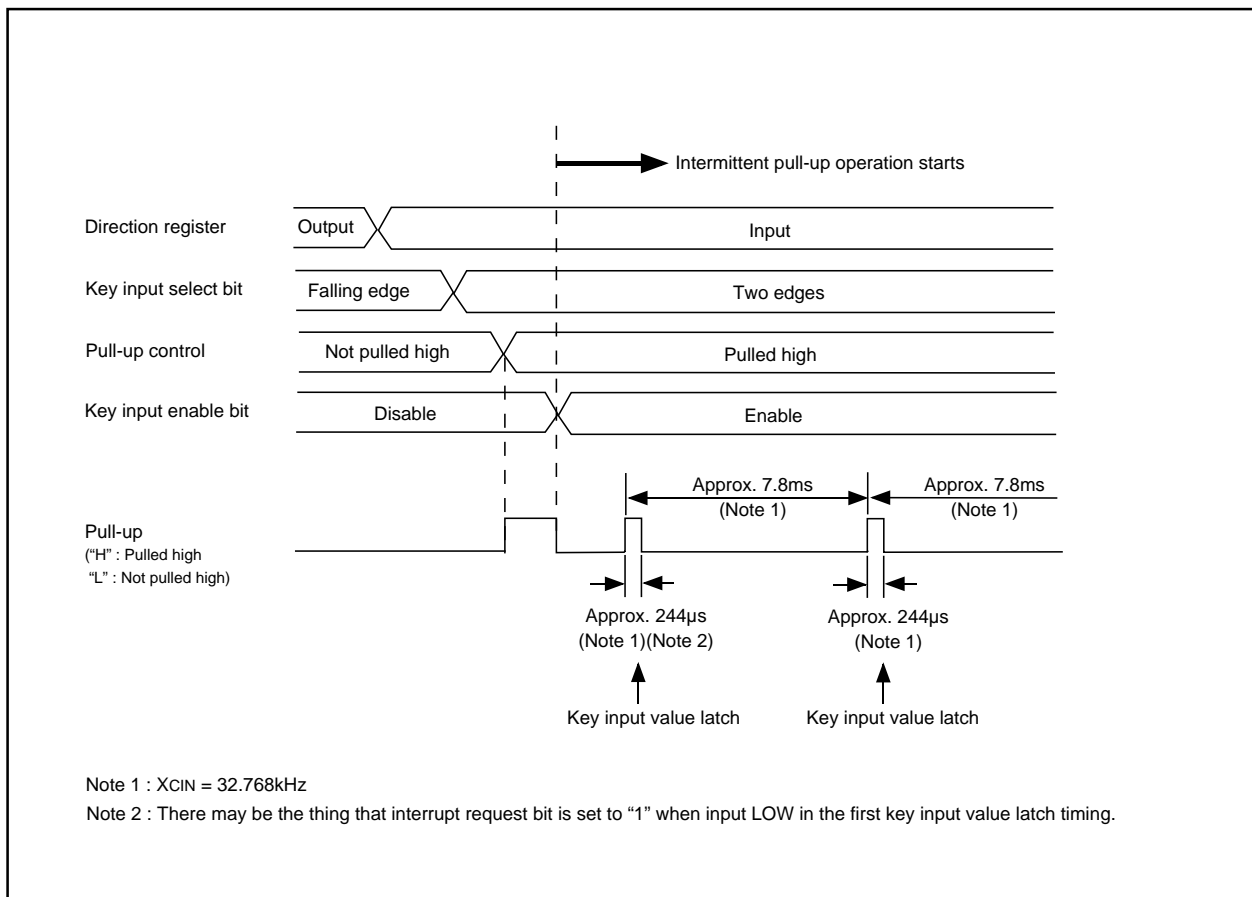 Intermittent pull-up operation starts
Direction register
Output
Input
Key input select bit
Falling edge
Two edges
Pull-up control
Not pulled high
Pulled high
Key input enable bit
Disable
Enable
Approx. 7.8ms
(Note 1)
Approx. 7.8ms
(Note 1)
Pull-up
(“H” : Pulled high
“L” : Not pulled high)
Approx. 244µs
(Note 1)(Note 2)
Approx. 244µs
(Note 1)
Key input value latch
Key input value latch
Note 1 : XCIN = 32.768kHz
Note 2 : There may be the thing that interrupt request bit is set to “1” when input LOW in the first key input value latch timing.